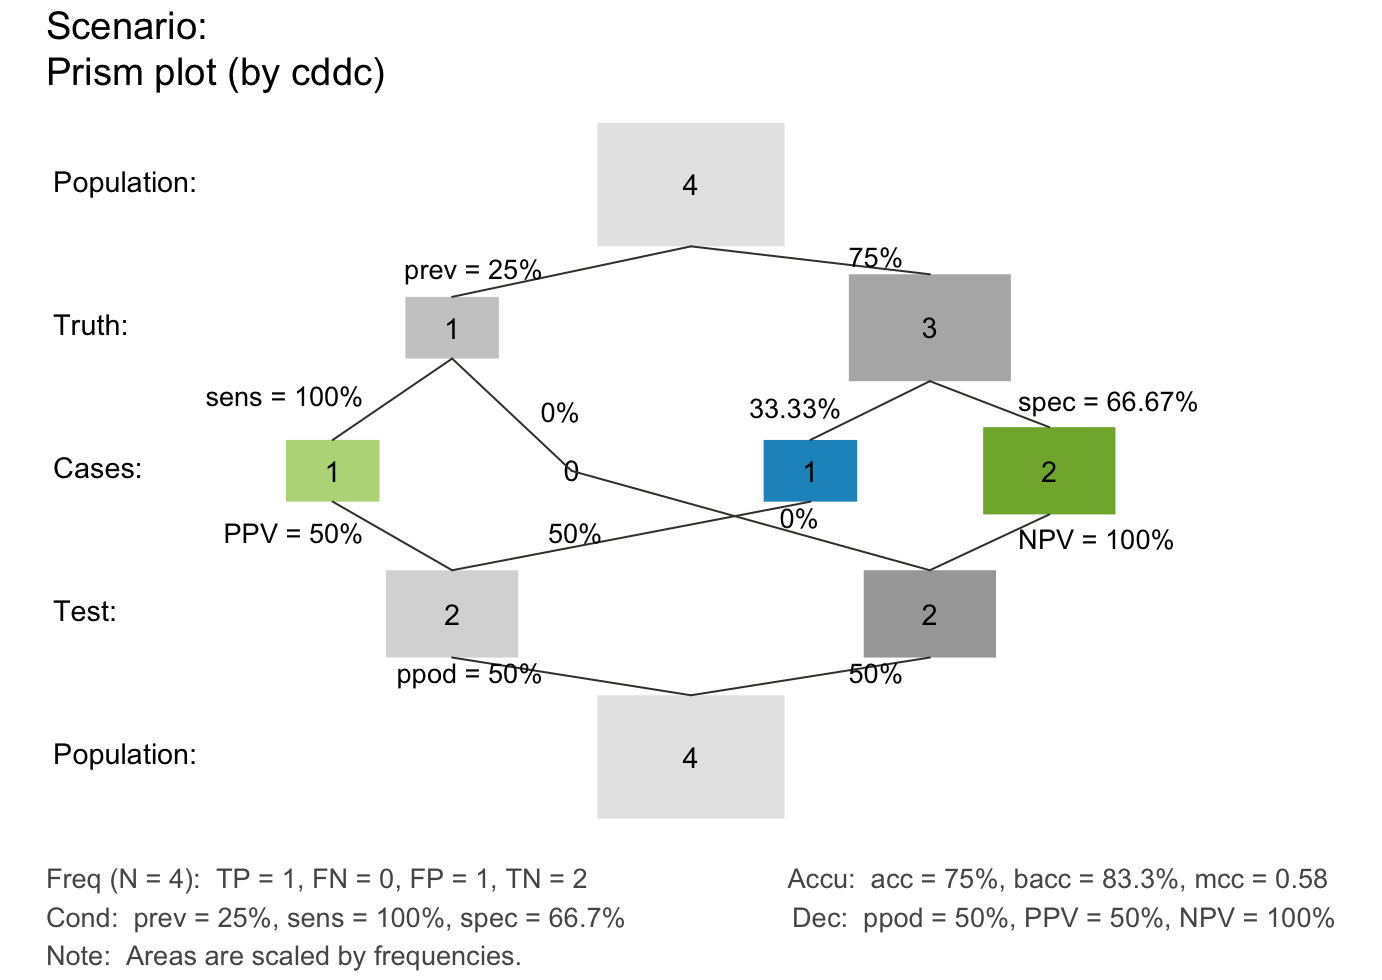 Scenario:
Prism plot (by cddc)
Population:
4
prev = 25%
75%
Truth:
1
3
sens = 100%
0%
33.33%
spec = 66.67%
Cases:
1
0
1
2
PPV = 50%
50%
0%
NPV = 100%
Test:
2
2
ppod = 50%
50%
Population:
4
Freq (N = 4):  TP = 1, FN = 0, FP = 1, TN = 2
Accu:  acc = 75%, bacc = 83.3%, mcc = 0.58
Cond:  prev = 25%, sens = 100%, spec = 66.7%
Dec:  ppod = 50%, PPV = 50%, NPV = 100%
Note:  Areas are scaled by frequencies.